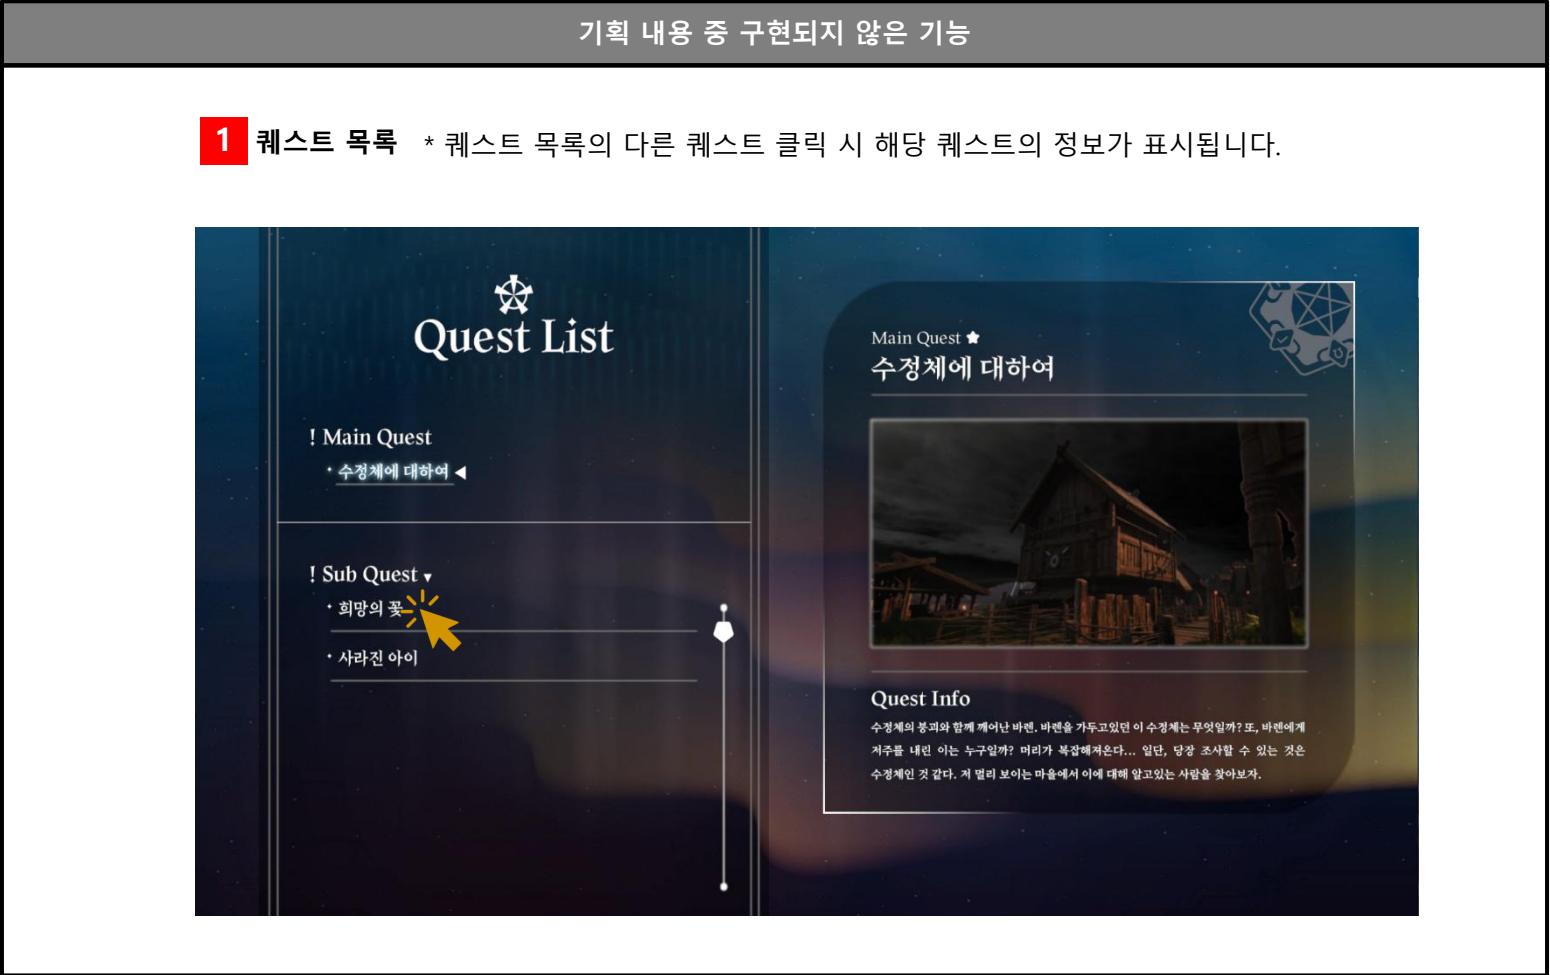 기획 내용 중 구현되지 않은 기능
1 퀘스트 목록 * 퀘스트 목록의 다른 퀘스트 클릭 시 해당 퀘스트의 정보가 표시됩니다.
Quest List
! Main Quest
· 수정체에 대하여 ◀
! Sub Quest ▼
· 희망의 꽃
· 사라진 아이
Main Quest
수정체에 대하여
Quest Info
수정체의 붕괴와 함께 깨어난 바렌. 바렌을 가두고있던 이 수정체는 무엇일까? 또, 바렌에게
저주를 내린 이는 누구일까? 머리가 복잡해져온다... 일단, 당장 조사할 수 있는 것은
수정체인 것 같다. 저 멀리 보이는 마을에서 이에 대해 알고있는 사람을 찾아보자.